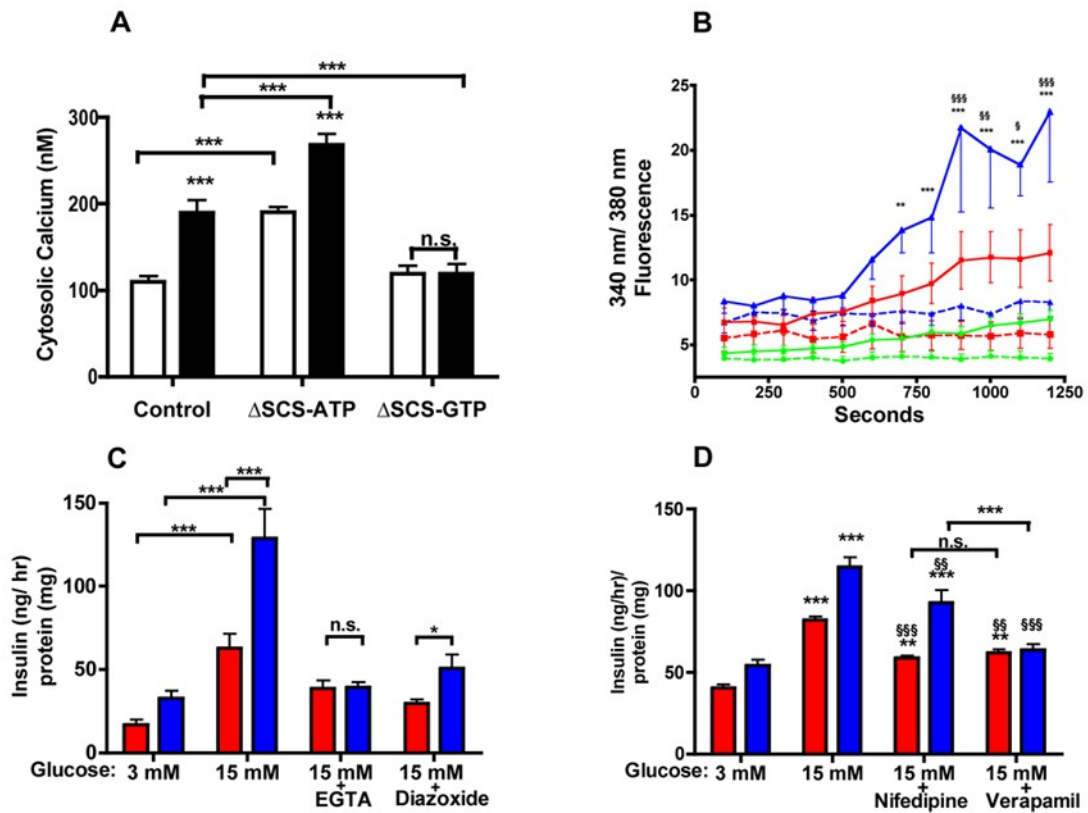 A
***
***
***
***
***
n.s.
Cytosolic Calcium (nM)
300
200
100
0
Control
ΔSCS-ATP
ΔSCS-GTP
B
§§§
***
§§
***
§
***
§§§
***
**
***
340 nm/ 380 nm
Fluorescence
25
20
15
10
5
250
500
750
1000
1250
Seconds
C
***
***
***
n.s.
*
Insulin (ng/ hr)/
protein (mg)
150
100
50
0
Glucose:
3 mM
15 mM
15 mM
+
EGTA
15 mM
+
Diazoxide
D
***
n.s.
***
***
§§
***
§§§
**
§§
**
§§§
Insulin (ng/hr)/
protein (mg)
150
100
50
0
Glucose:
3 mM
15 mM
15 mM
+
Nifedipine
15 mM
+
Verapamil